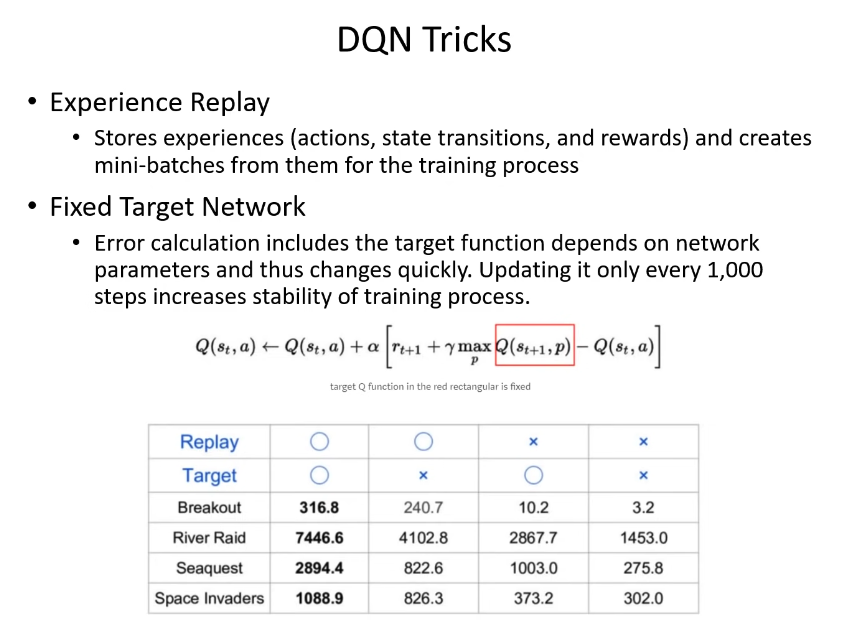 DQN Tricks
• Experience Replay
• Stores experiences (actions, state transitions, and rewards) and creates
mini-batches from them for the training process
• Fixed Target Network
• Error calculation includes the target function depends on network
parameters and thus changes quickly. Updating it only every 1,000
steps increases stability of training process.
Q(s_t, a) ← Q(s_t, a) + α [r_{t+1} + γ max_p Q(s_{t+1}, p) − Q(s_t, a)]
target Q function in the red rectangular is fixed
Replay ○ ○ × ×
Target ○ × ○ ×
Breakout 316.8 240.7 10.2 3.2
River Raid 7446.6 4102.8 2867.7 1453.0
Seaquest 2894.4 822.6 1003.0 275.8
Space Invaders 1088.9 826.3 373.2 302.0